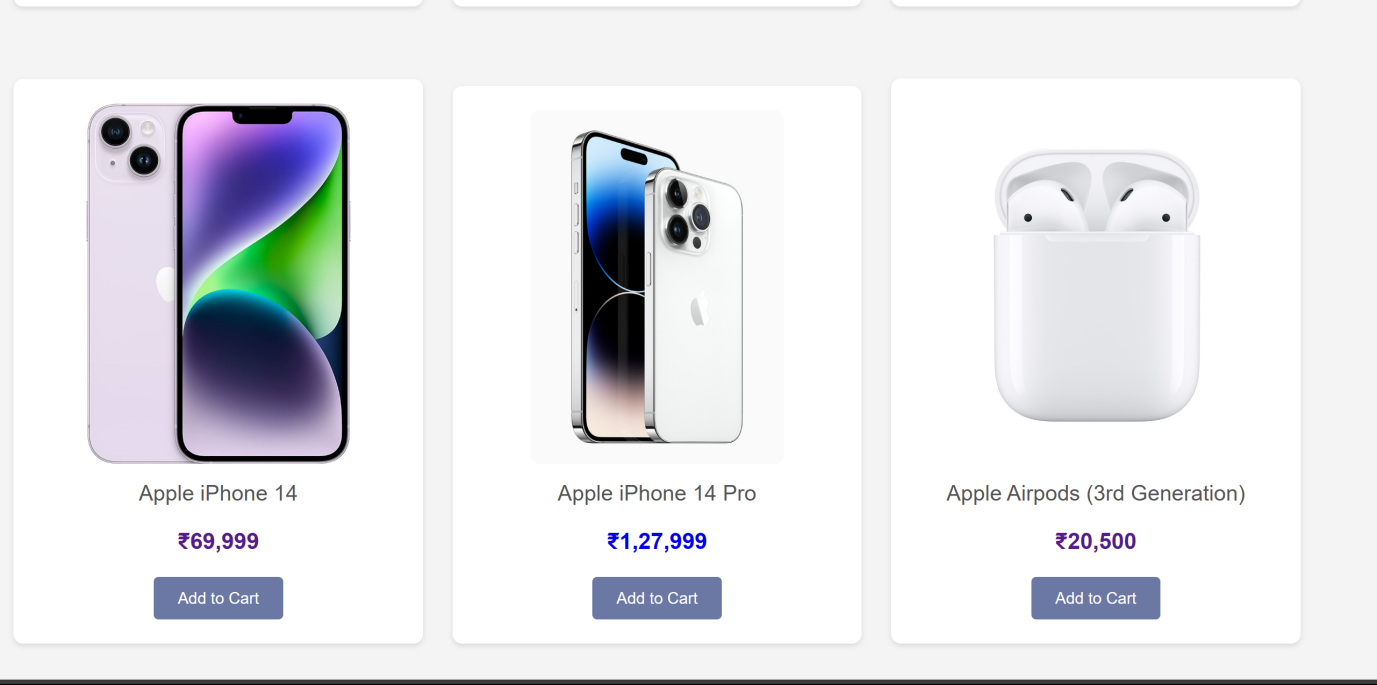 Apple iPhone 14
₹69,999
Add to Cart
Apple iPhone 14 Pro
₹1,27,999
Add to Cart
Apple Airpods (3rd Generation)
₹20,500
Add to Cart